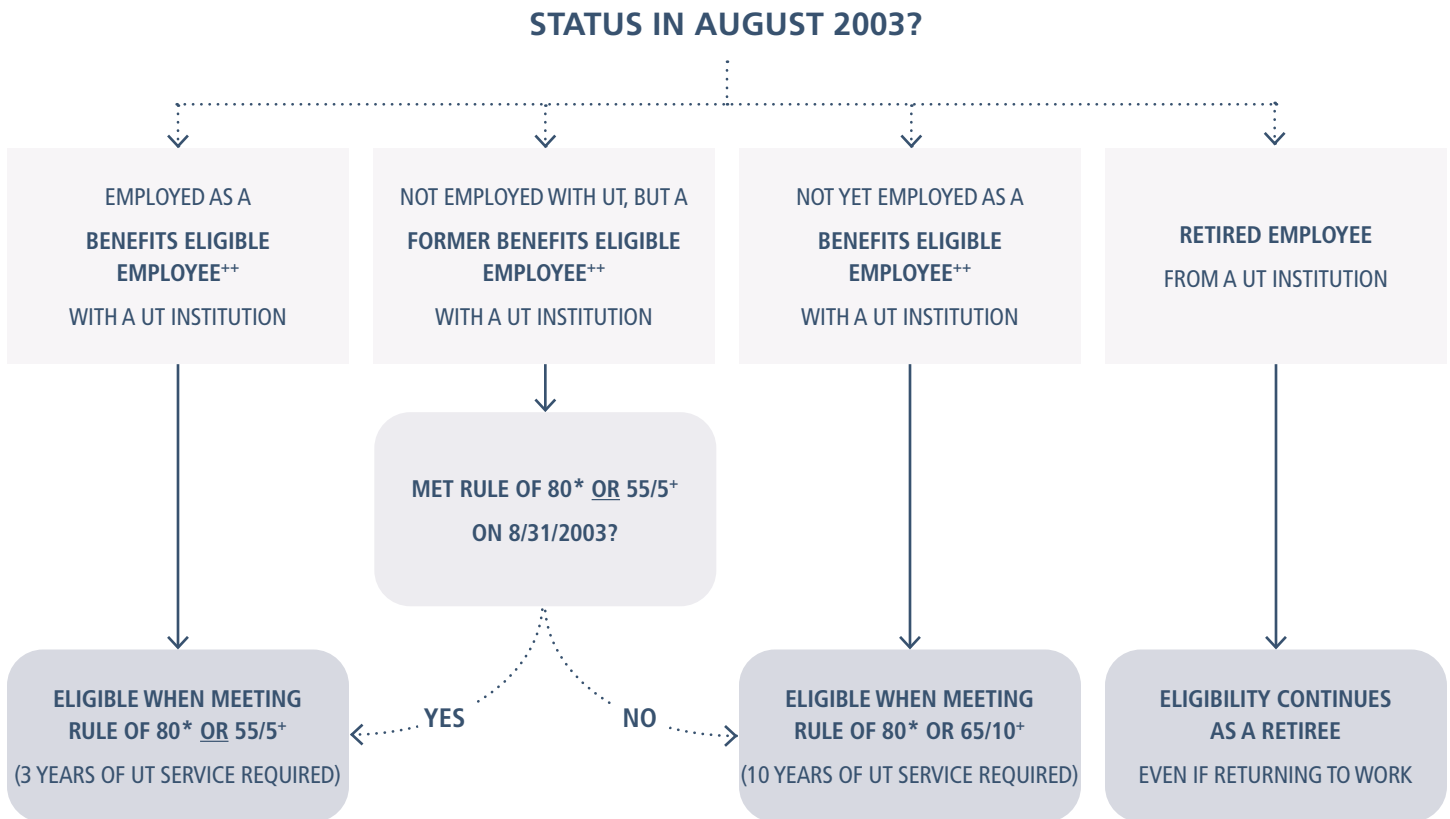 STATUS IN AUGUST 2003?
EMPLOYED AS A
BENEFITS ELIGIBLE
EMPLOYEE++
WITH A UT INSTITUTION
NOT EMPLOYED WITH UT, BUT A
FORMER BENEFITS ELIGIBLE
EMPLOYEE++
WITH A UT INSTITUTION
NOT YET EMPLOYED AS A
BENEFITS ELIGIBLE
EMPLOYEE++
WITH A UT INSTITUTION
RETIRED EMPLOYEE
FROM A UT INSTITUTION
MET RULE OF 80* OR 55/5+
ON 8/31/2003?
YES
NO
ELIGIBLE WHEN MEETING
RULE OF 80* OR 55/5+
(3 YEARS OF UT SERVICE REQUIRED)
ELIGIBLE WHEN MEETING
RULE OF 80* OR 65/10+
(10 YEARS OF UT SERVICE REQUIRED)
ELIGIBILITY CONTINUES
AS A RETIREE
EVEN IF RETURNING TO WORK